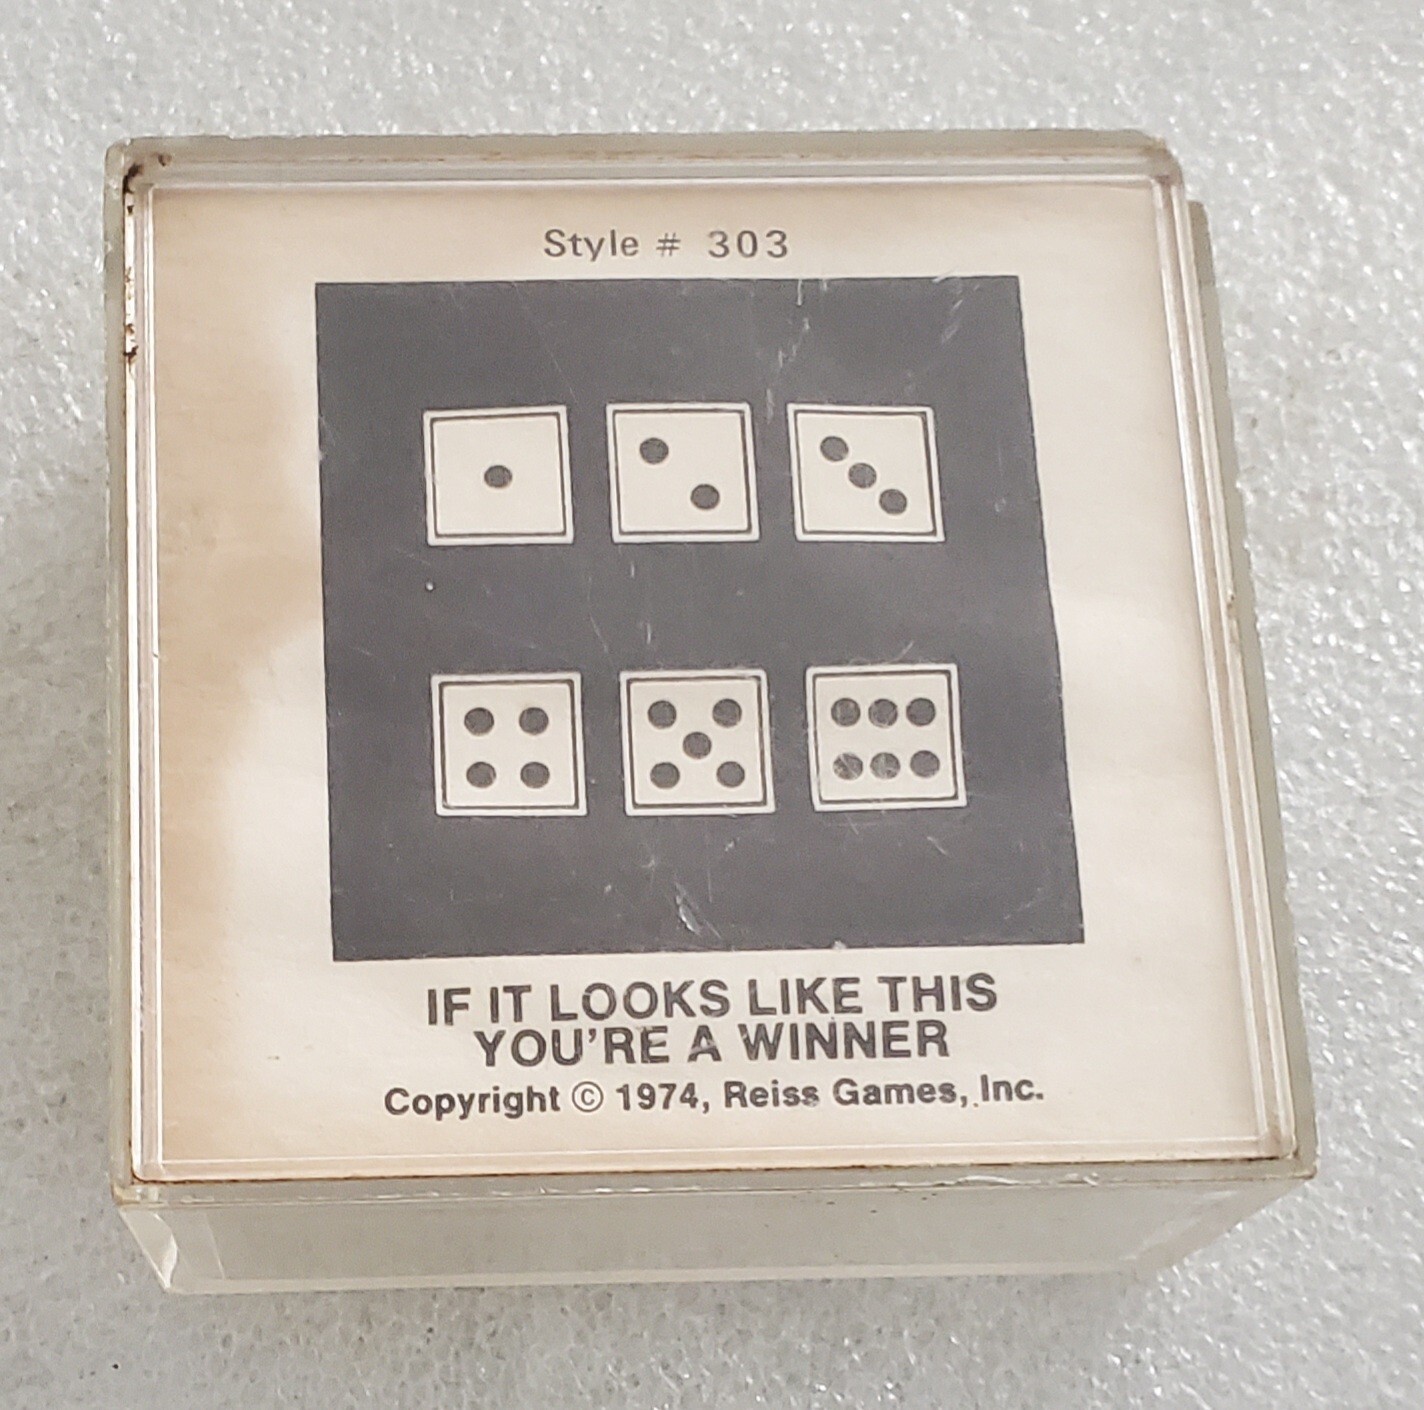 Style # 303
IF IT LOOKS LIKE THIS
YOU'RE A WINNER
Copyright © 1974, Reiss Games, Inc.